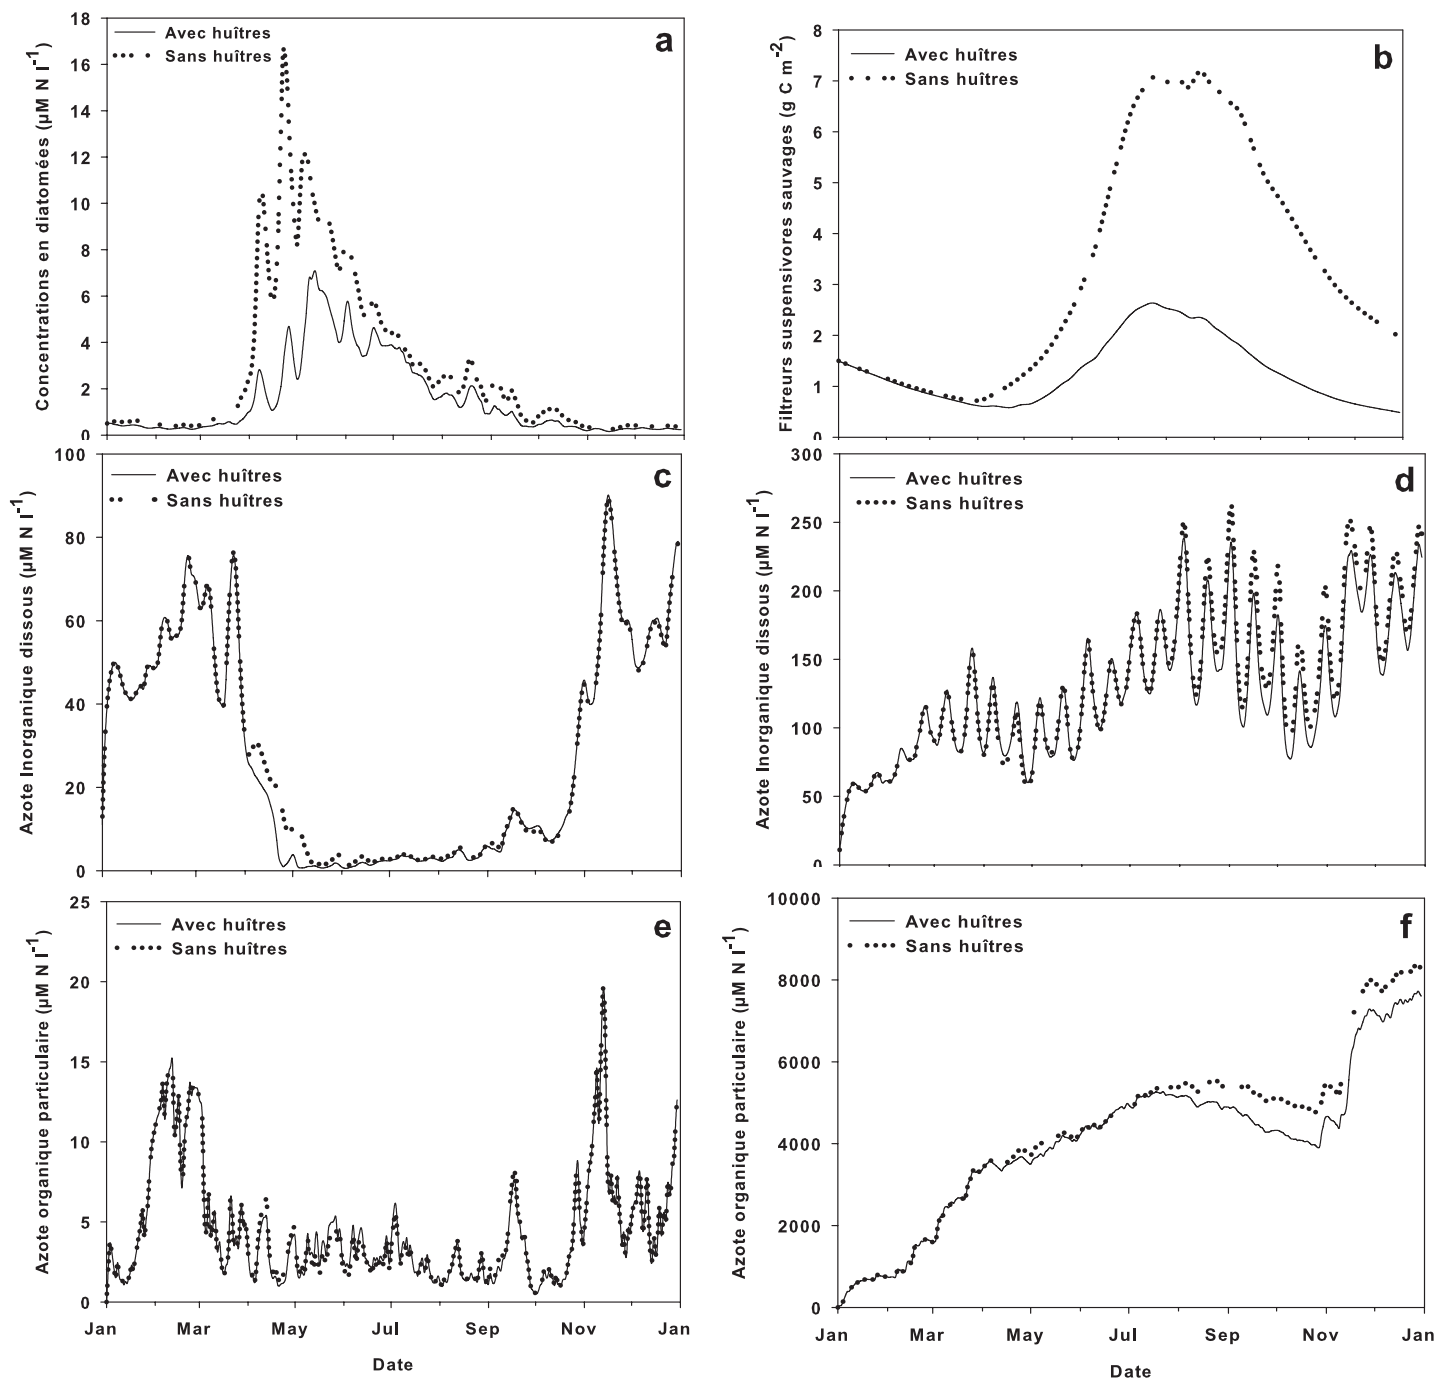 Concentrations en diatomées (µM N l-1)
18
16
14
12
10
8
6
4
2
0
Avec huîtres
Sans huîtres
a
Filtreurs suspensivores sauvages (g C m-2)
8
7
6
5
4
3
2
1
0
Avec huîtres
Sans huîtres
b
Azote Inorganique dissous (µM N l-1)
100
80
60
40
20
0
Avec huîtres
Sans huîtres
c
Azote Inorganique dissous (µM N l-1)
300
250
200
150
100
50
0
Avec huîtres
Sans huîtres
d
Azote organique particulaire (µM N l-1)
25
20
15
10
5
0
Avec huîtres
Sans huîtres
e
Jan Mar May Jul Sep Nov Jan
Date
Azote organique particulaire (µM N l-1)
10000
8000
6000
4000
2000
0
Avec huîtres
Sans huîtres
f
Jan Mar May Jul Sep Nov Jan
Date